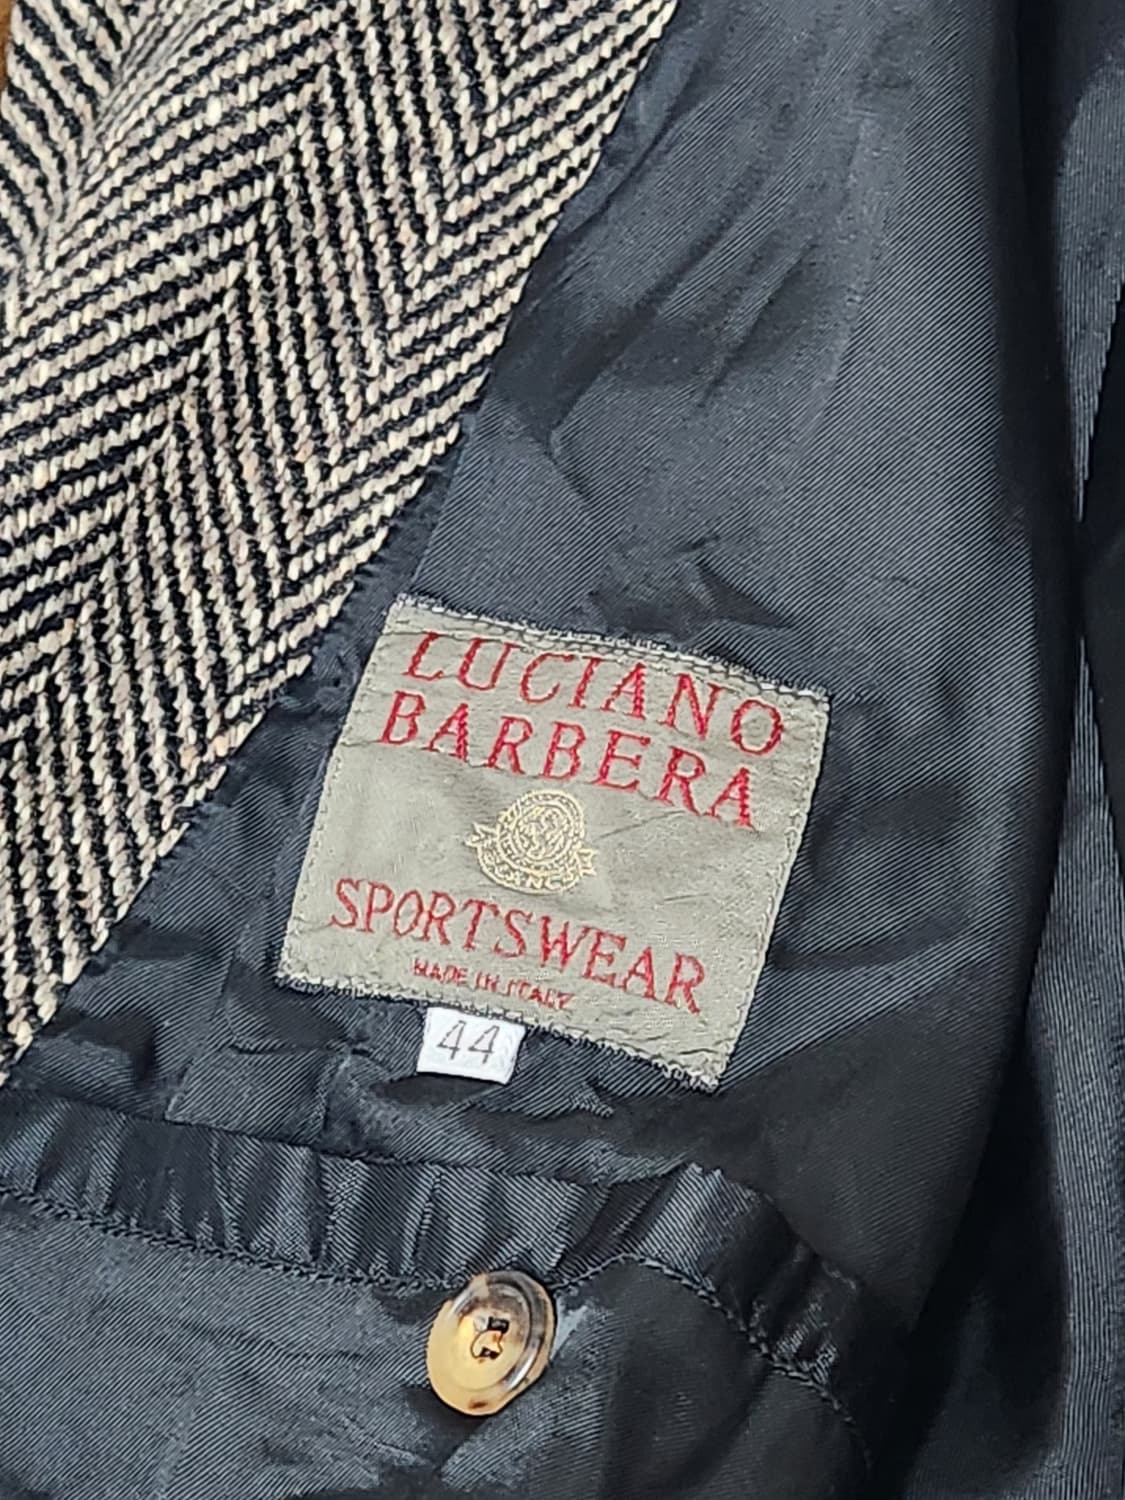 LUCIANO
BARBERA
SPORTSWEAR
MADE IN ITALY
44